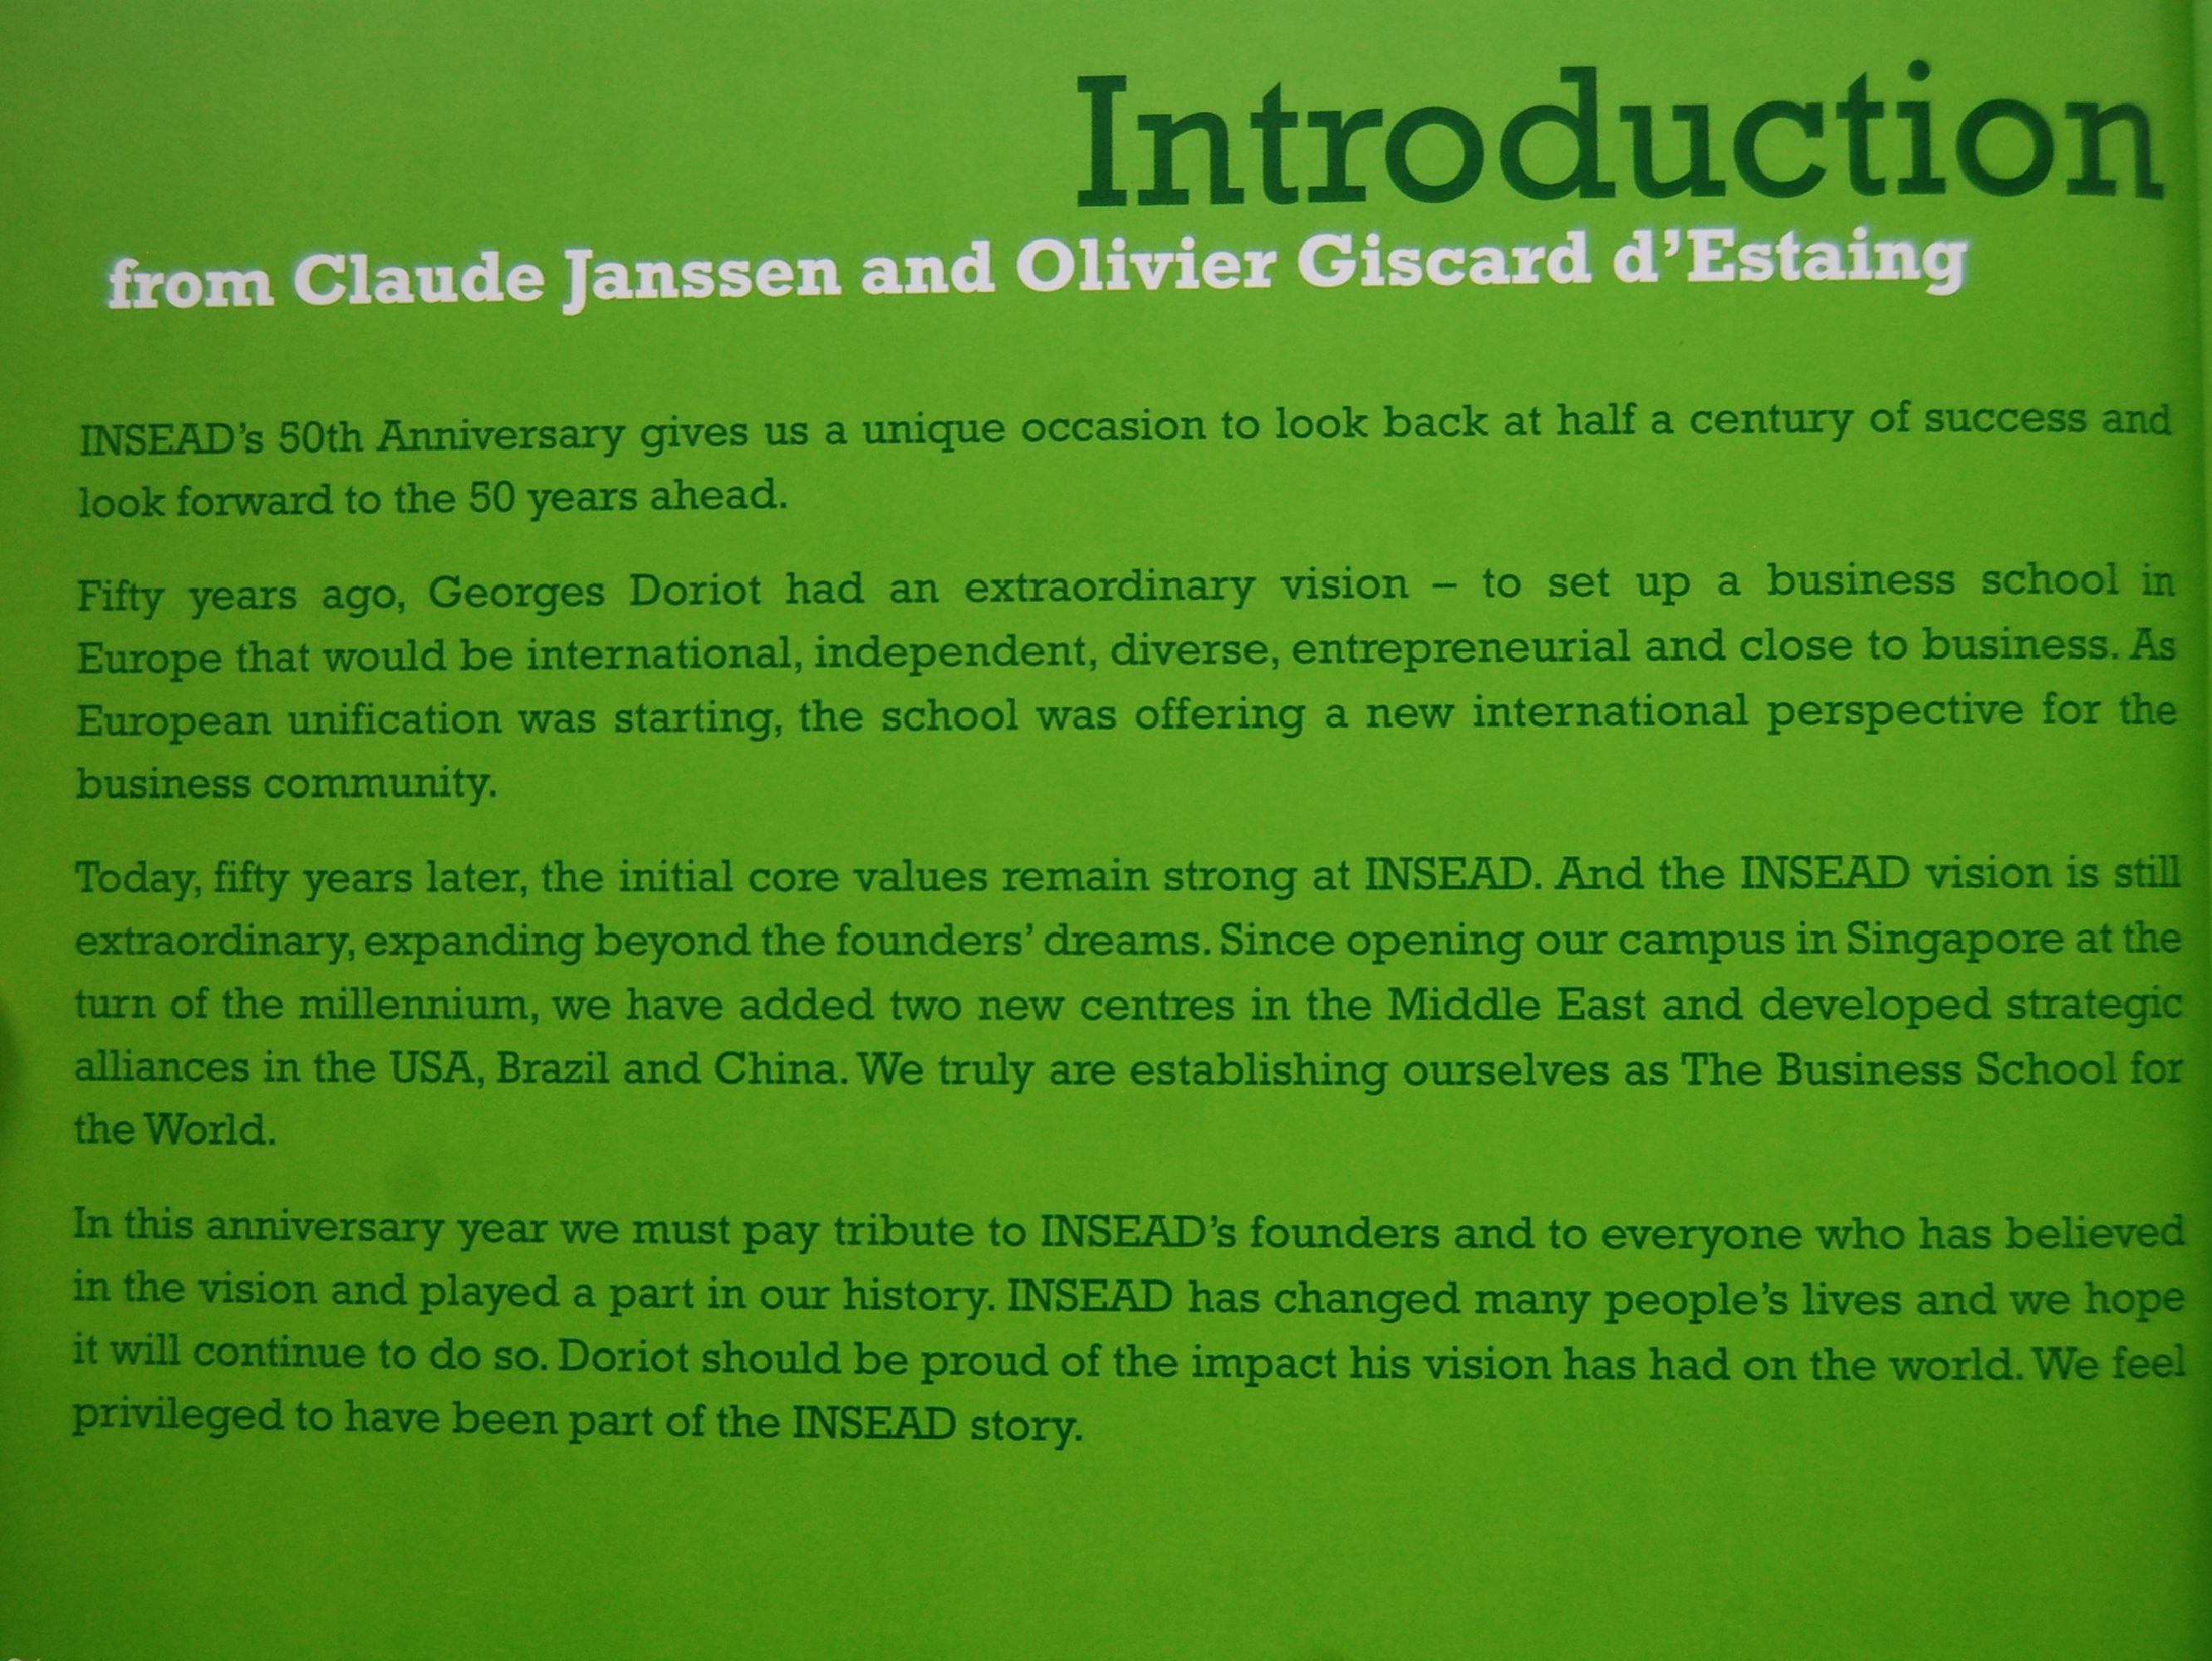 Introduction
from Claude Janssen and Olivier Giscard d’Estaing
INSEAD’s 50th Anniversary gives us a unique occasion to look back at half a century of success and
look forward to the 50 years ahead.
Fifty years ago, Georges Doriot had an extraordinary vision – to set up a business school in
Europe that would be international, independent, diverse, entrepreneurial and close to business. As
European unification was starting, the school was offering a new international perspective for the
business community.
Today, fifty years later, the initial core values remain strong at INSEAD. And the INSEAD vision is still
extraordinary, expanding beyond the founders’ dreams. Since opening our campus in Singapore at the
turn of the millennium, we have added two new centres in the Middle East and developed strategic
alliances in the USA, Brazil and China. We truly are establishing ourselves as The Business School for
the World.
In this anniversary year we must pay tribute to INSEAD’s founders and to everyone who has believed
in the vision and played a part in our history. INSEAD has changed many people’s lives and we hope
it will continue to do so. Doriot should be proud of the impact his vision has had on the world. We feel
privileged to have been part of the INSEAD story.